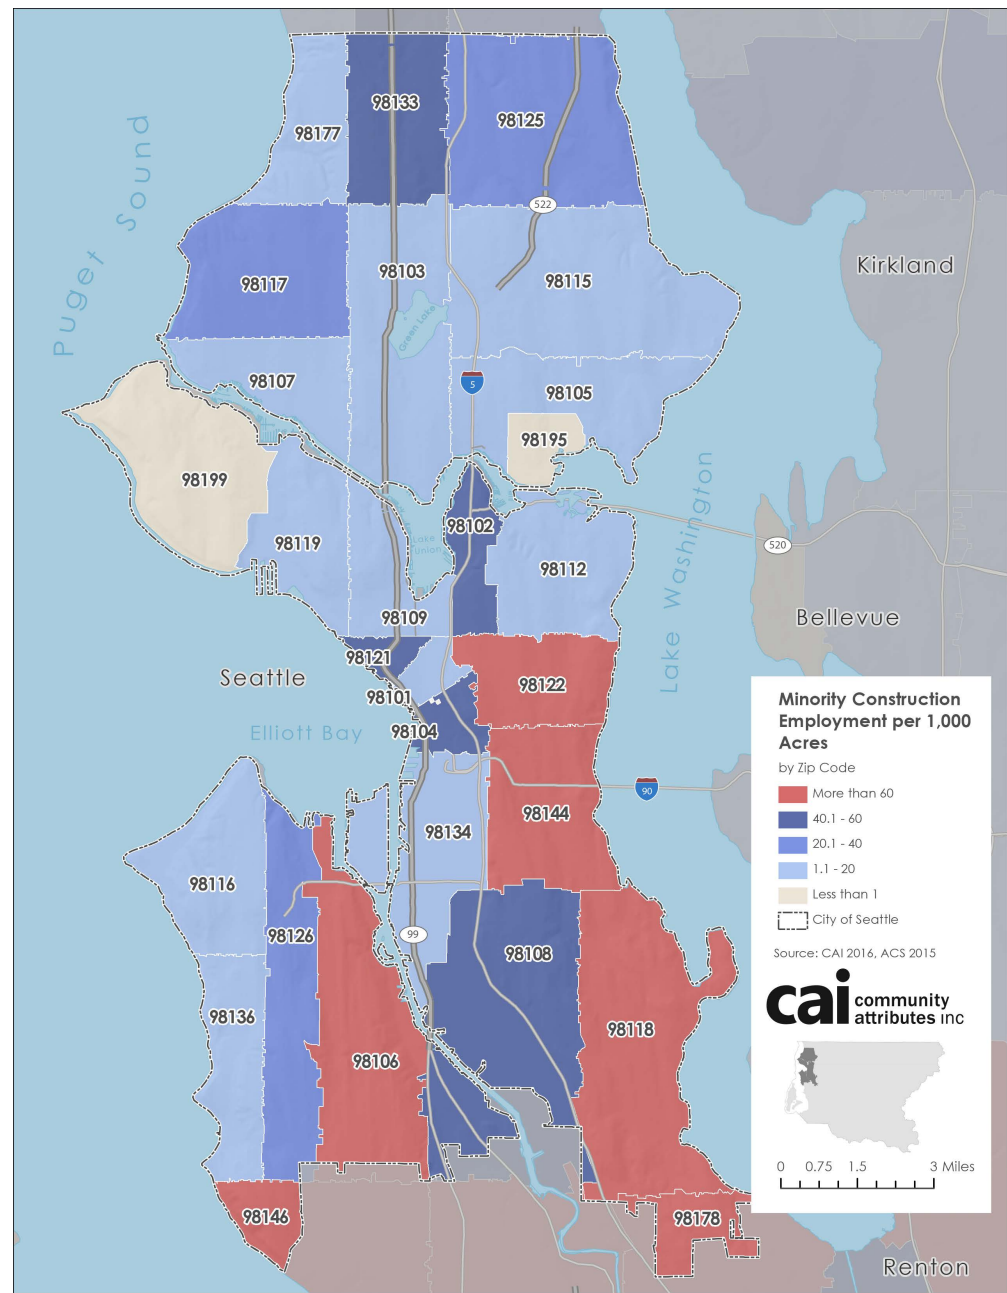 98133
98125
98177
Puget Sound
522
Kirkland
98103
98115
98117
Green Lake
98107
5
98105
98195
98199
Lake Washington
98102
98119
Lake
Union
520
98112
98109
Bellevue
98121
Seattle
98122
98101
98104
Elliott Bay
90
98144
98134
98116
98126
99
98108
98136
98118
98106
98146
98178
Renton
Minority Construction
Employment per 1,000
Acres
by Zip Code
More than 60
40.1 - 60
20.1 - 40
1.1 - 20
Less than 1
City of Seattle
Source: CAI 2016, ACS 2015
cai community
attributes inc
0 0.75 1.5 3 Miles